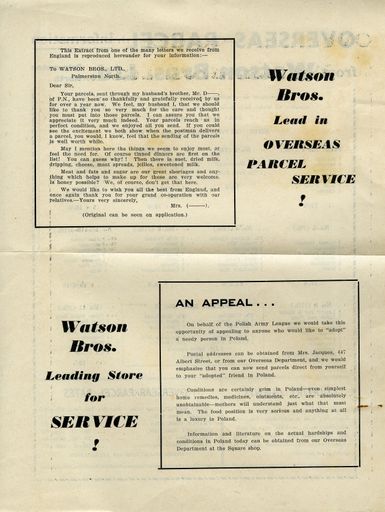 This Extract from one of the many letters we receive from
England is reproduced hereunder for your information:—
To WATSON BROS., LTD.,
Palmerston North.
Dear Sir,
Your parcels, sent through my husband's brother, Mr. D—
of P.N., have been so thankfully and gratefully received by us
for over a year now. We feel, my husband and I, that we should
like to thank you so very much for the care and thought
you must put into those parcels. I can assure you that we
appreciate it very much indeed. Your parcels reach us in
perfect condition, and we enjoyed all you send. If you could
see the excitement we both show when the postman delivers
a parcel, you would, I know, feel that the sending of the parcels
is well worth while.
May I mention here the things we seem to enjoy most, or
feel the need for. Of course tinned dinners are first on the
list! You can guess why! Then there is suet, dried milk,
dripping, cheese, meat spreads, jellies, sweetened milk.
Meat and fats and sugar are our great shortages and any-
thing which helps to make up for those are very welcome.
Is honey possible? We, of course, don't get that here.
We would like to wish you all the best from England, and
once again thank you for your grand co-operation with our
relatives.—Yours very sincerely,
Mrs. (———).
(Original can be seen on application.)
Watson
Bros.
Lead in
OVERSEAS
PARCEL
SERVICE
!
Watson
Bros.
Leading Store
for
SERVICE
!
AN APPEAL . . .
On behalf of the Polish Army League we would take this
opportunity of appealing to anyone who would like to "adopt"
a needy person in Poland.
Postal addresses can be obtained from Mrs. Jacques, 447
Albert Street, or from our Overseas Department, and we would
emphasise that you can now send parcels direct from yourself
to your "adopted" friend in Poland.
Conditions are certainly grim in Poland—even simplest
home remedies, medicines, ointments, etc., are absolutely
unobtainable—mothers will understand just what that must
mean. The food position is very serious and anything at all
is a luxury in Poland.
Information and literature on the actual hardships and
conditions in Poland today can be obtained from our Overseas
Department at the Square shop.